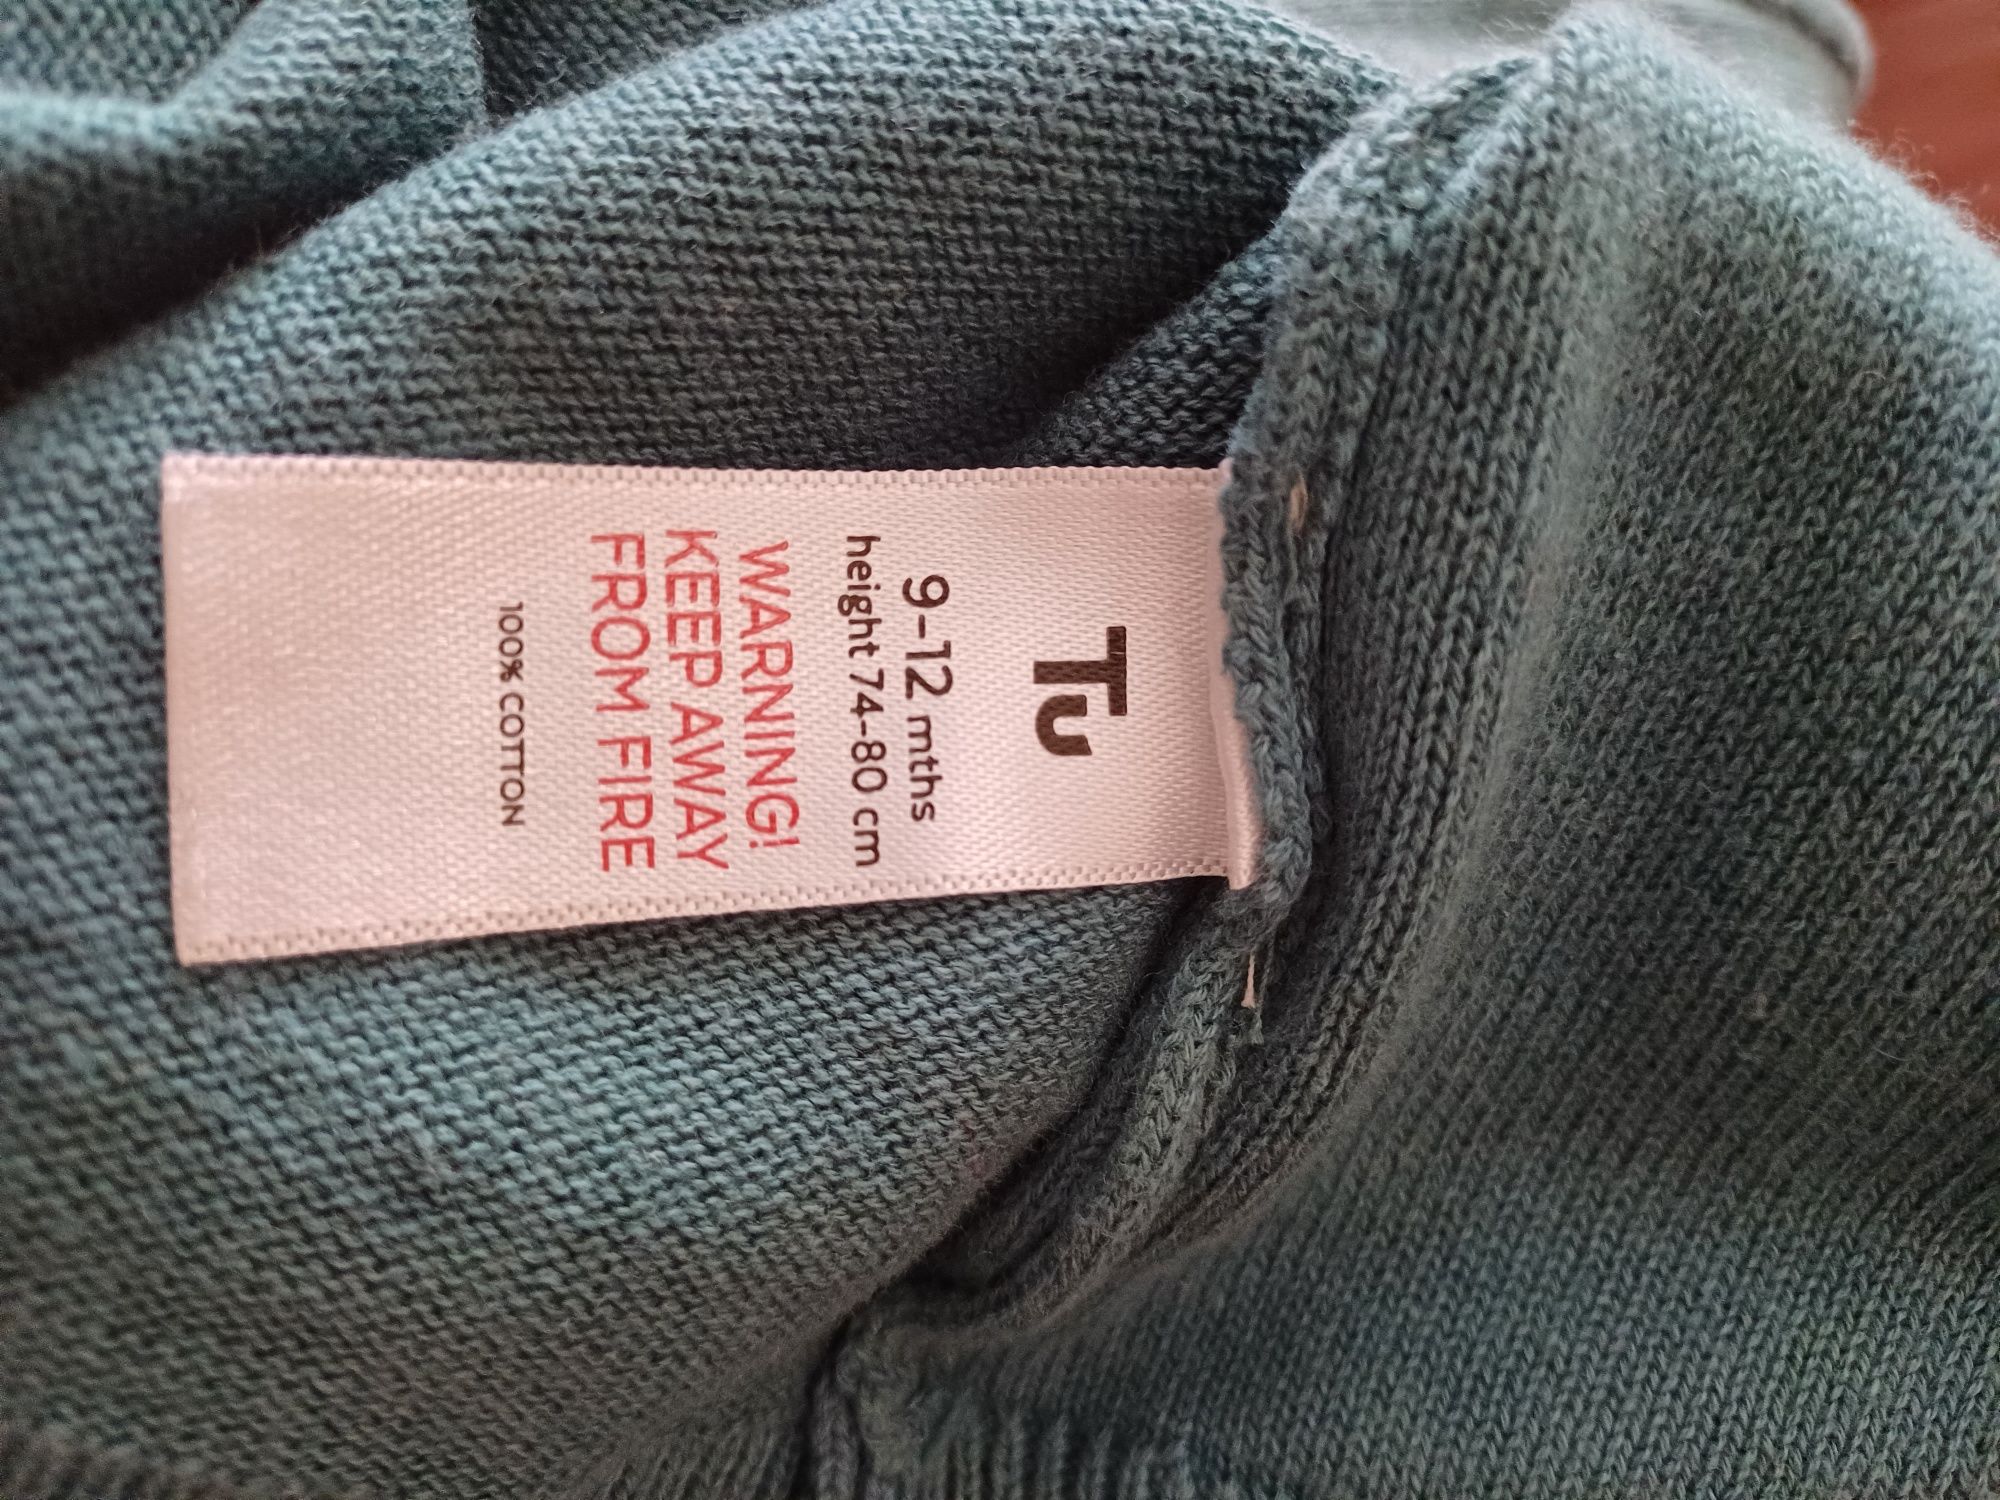 Tu
9-12 mths
height 74-80 cm
WARNING!
KEEP AWAY
FROM FIRE
100% COTTON